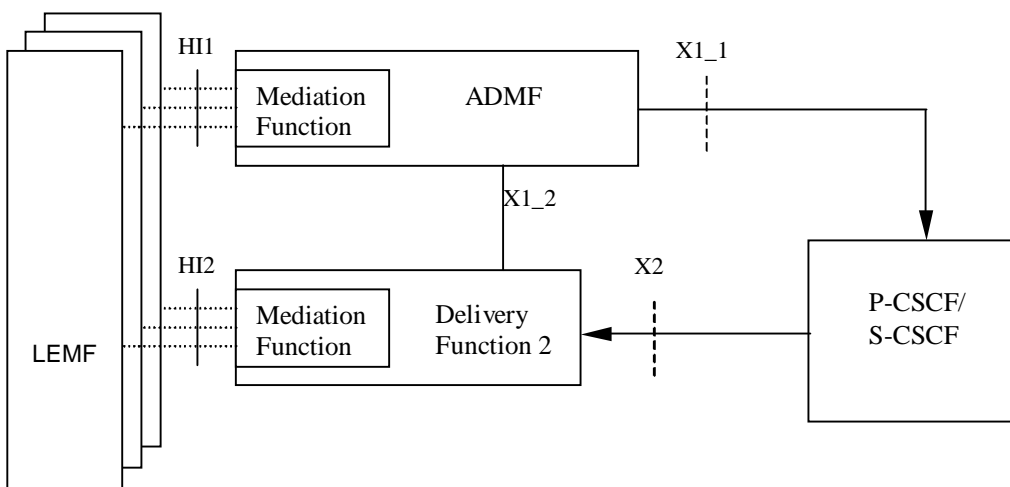 HI1
X1_1
Mediation
Function
ADMF
X1_2
HI2
X2
Mediation
Function
Delivery
Function 2
P-CSCF/
S-CSCF
LEMF